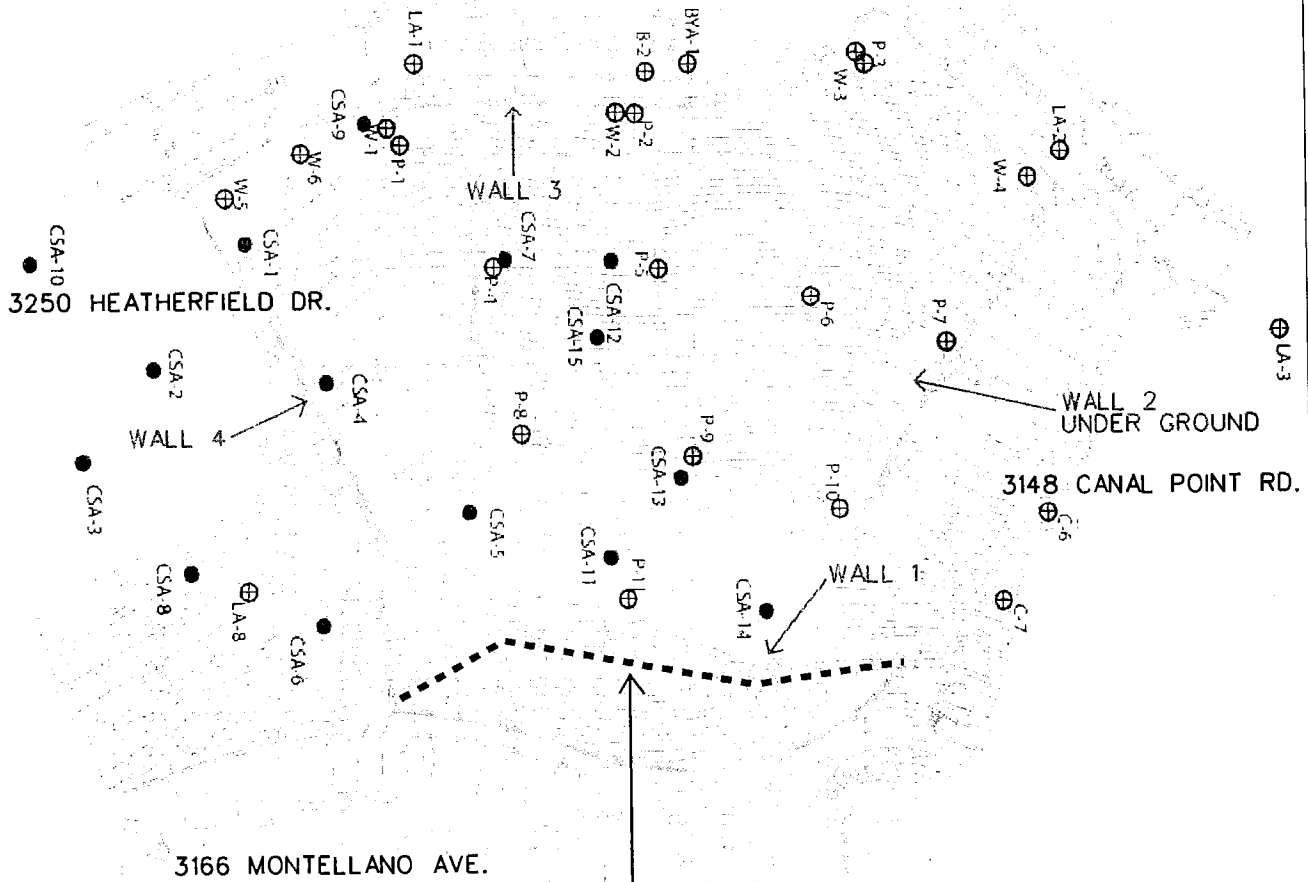 LA-1
B-2
BYA-1
P-3
W-3
CSA-9
W-1
P-1
W-2
P-2
LA-2
W-4
W-6
W-5
WALL 3
CSA-10
CSA-1
CSA-7
P-4
CSA-12
P-5
3250 HEATHERFIELD DR.
CSA-15
P-6
P-7
LA-3
CSA-2
CSA-4
WALL 4
P-8
P-9
WALL 2
UNDER GROUND
CSA-3
CSA-13
P-10
3148 CANAL POINT RD.
C-6
CSA-5
CSA-8
LA-8
CSA-11
P-11
WALL 1
CSA-14
C-7
CSA-6
3166 MONTELLANO AVE.